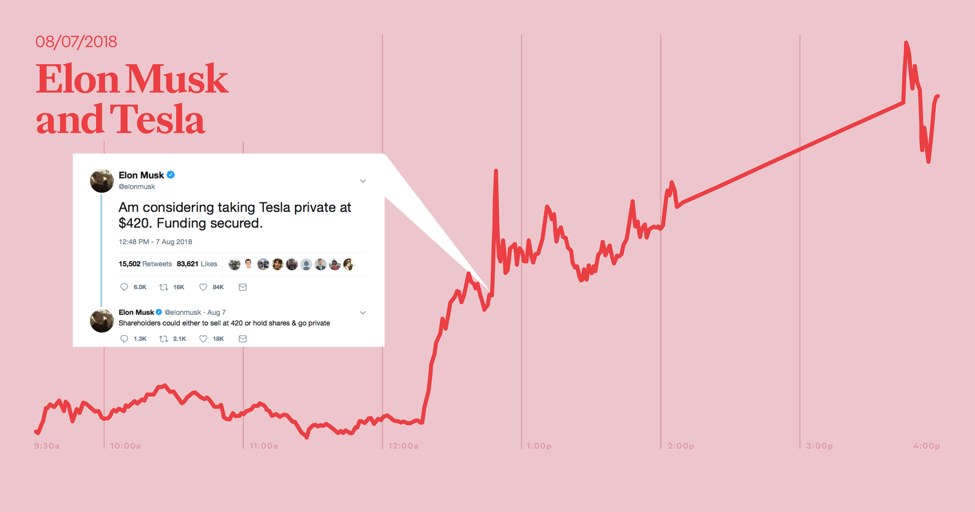 08/07/2018
Elon Musk
and Tesla
Elon Musk
@elonmusk
Am considering taking Tesla private at
$420. Funding secured.
12:48 PM - 7 Aug 2018
15,502 Retweets 83,621 Likes
6.0K 16K 84K
Elon Musk @elonmusk · Aug 7
Shareholders could either to sell at 420 or hold shares & go private
1.3K 2.1K 18K
9:30a 10:00a 11:00a 12:00a 1:00p 2:00p 3:00p 4:00p